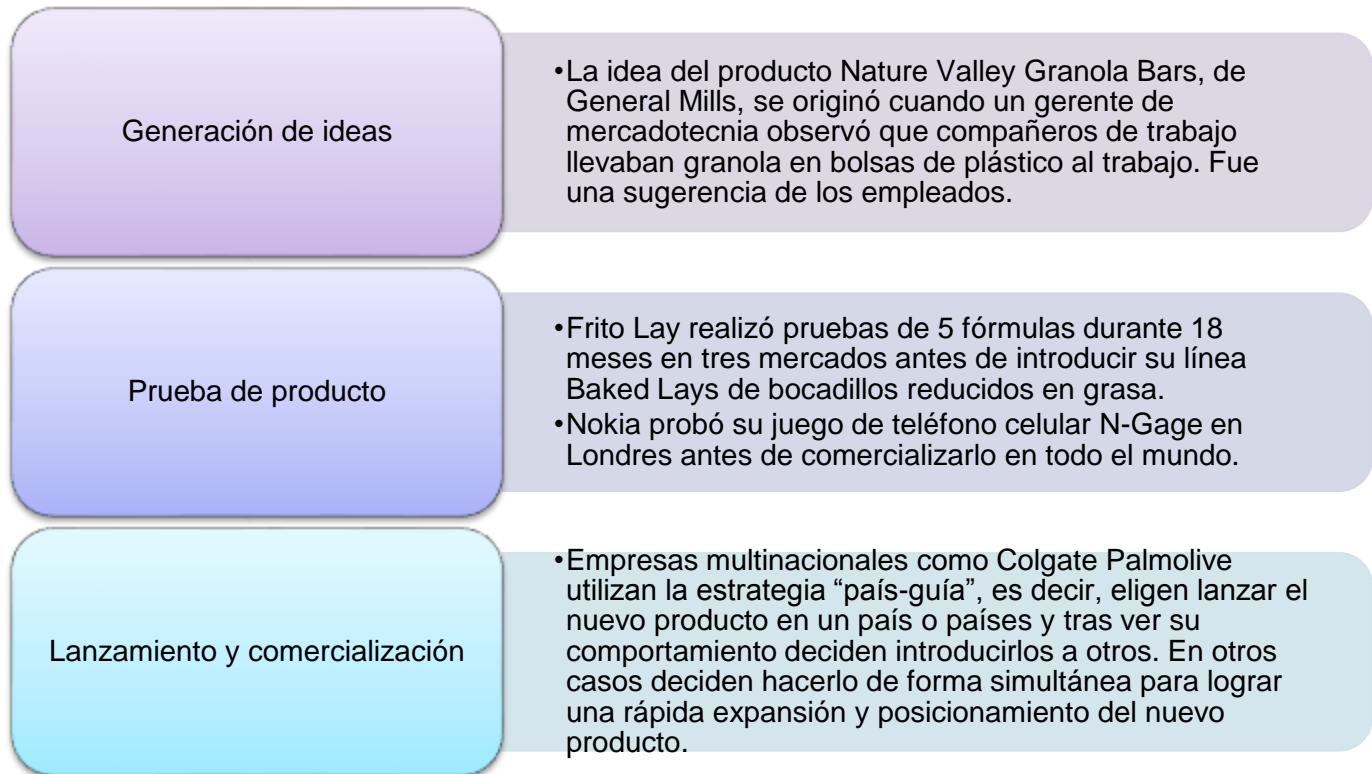 Generación de ideas
•La idea del producto Nature Valley Granola Bars, de
General Mills, se originó cuando un gerente de
mercadotecnia observó que compañeros de trabajo
llevaban granola en bolsas de plástico al trabajo. Fue
una sugerencia de los empleados.
Prueba de producto
•Frito Lay realizó pruebas de 5 fórmulas durante 18
meses en tres mercados antes de introducir su línea
Baked Lays de bocadillos reducidos en grasa.
•Nokia probó su juego de teléfono celular N-Gage en
Londres antes de comercializarlo en todo el mundo.
Lanzamiento y comercialización
•Empresas multinacionales como Colgate Palmolive
utilizan la estrategia “país-guía”, es decir, eligen lanzar el
nuevo producto en un país o países y tras ver su
comportamiento deciden introducirlos a otros. En otros
casos deciden hacerlo de forma simultánea para lograr
una rápida expansión y posicionamiento del nuevo
producto.